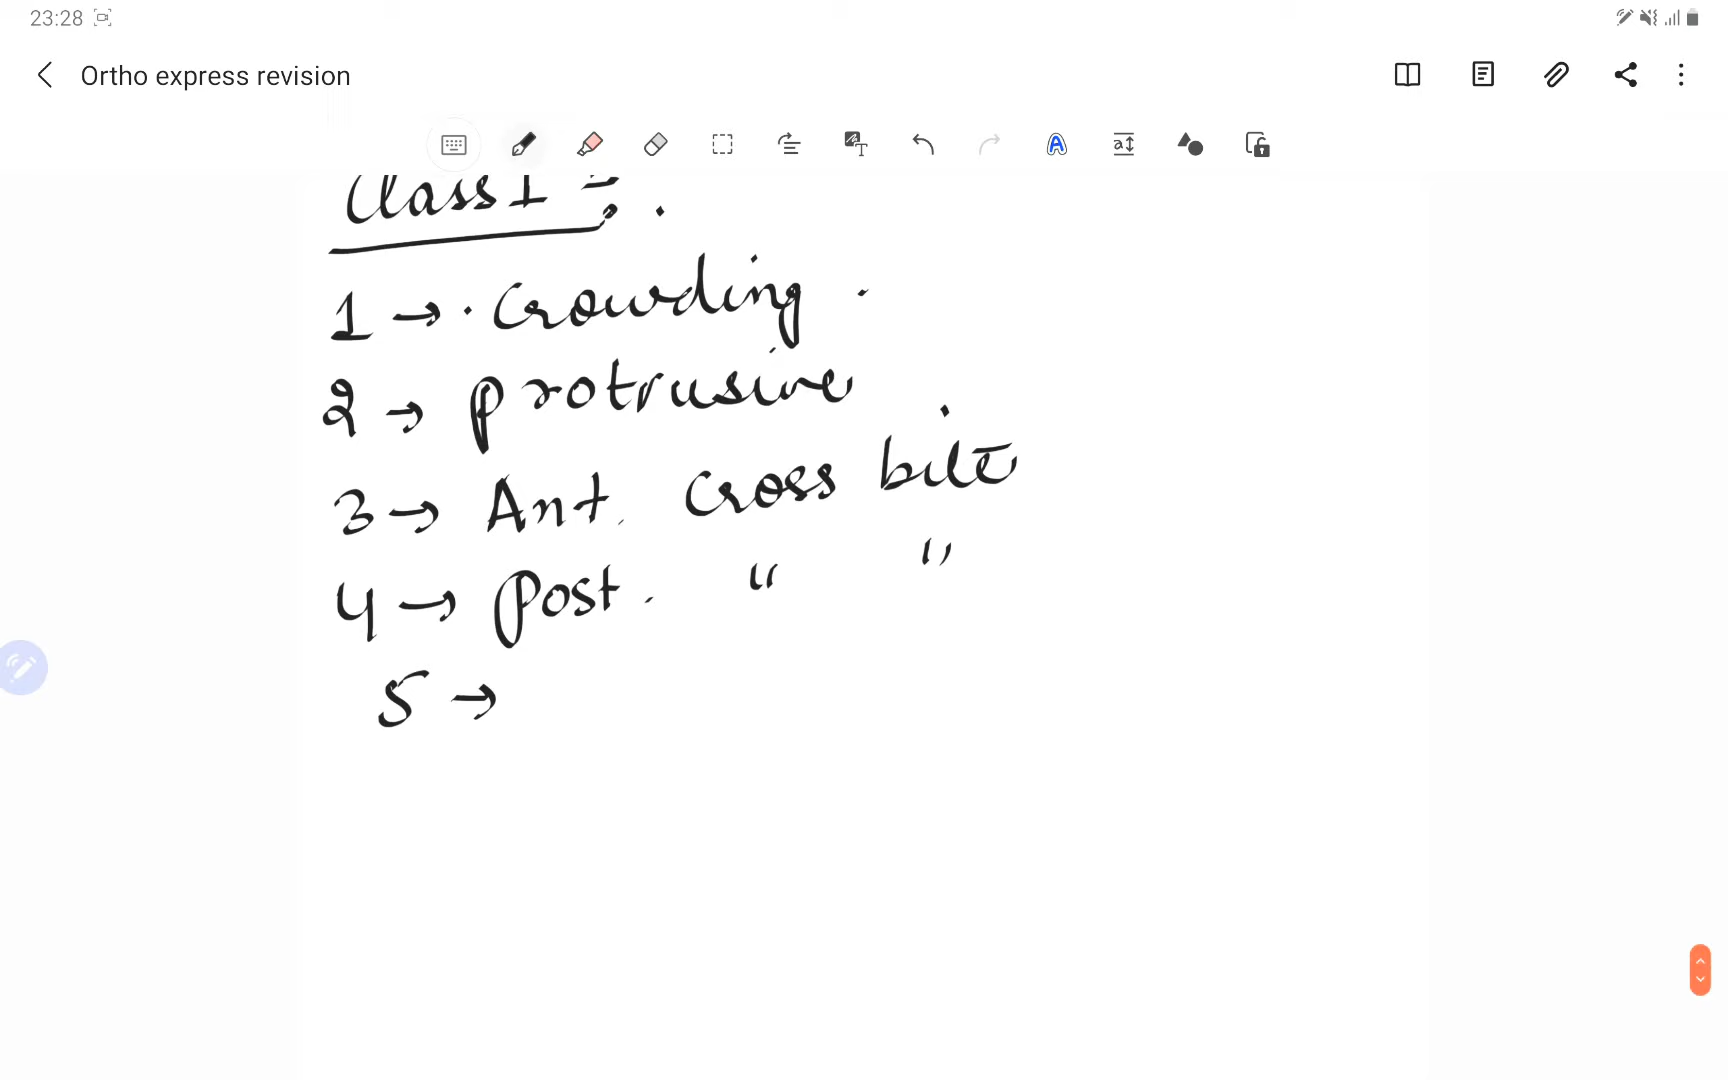 23:28
Ortho express revision
Class I :- .
1 → . Crowding .
2 → protrusive
3 → Ant. Cross bite
4 → Post. " "
5 →